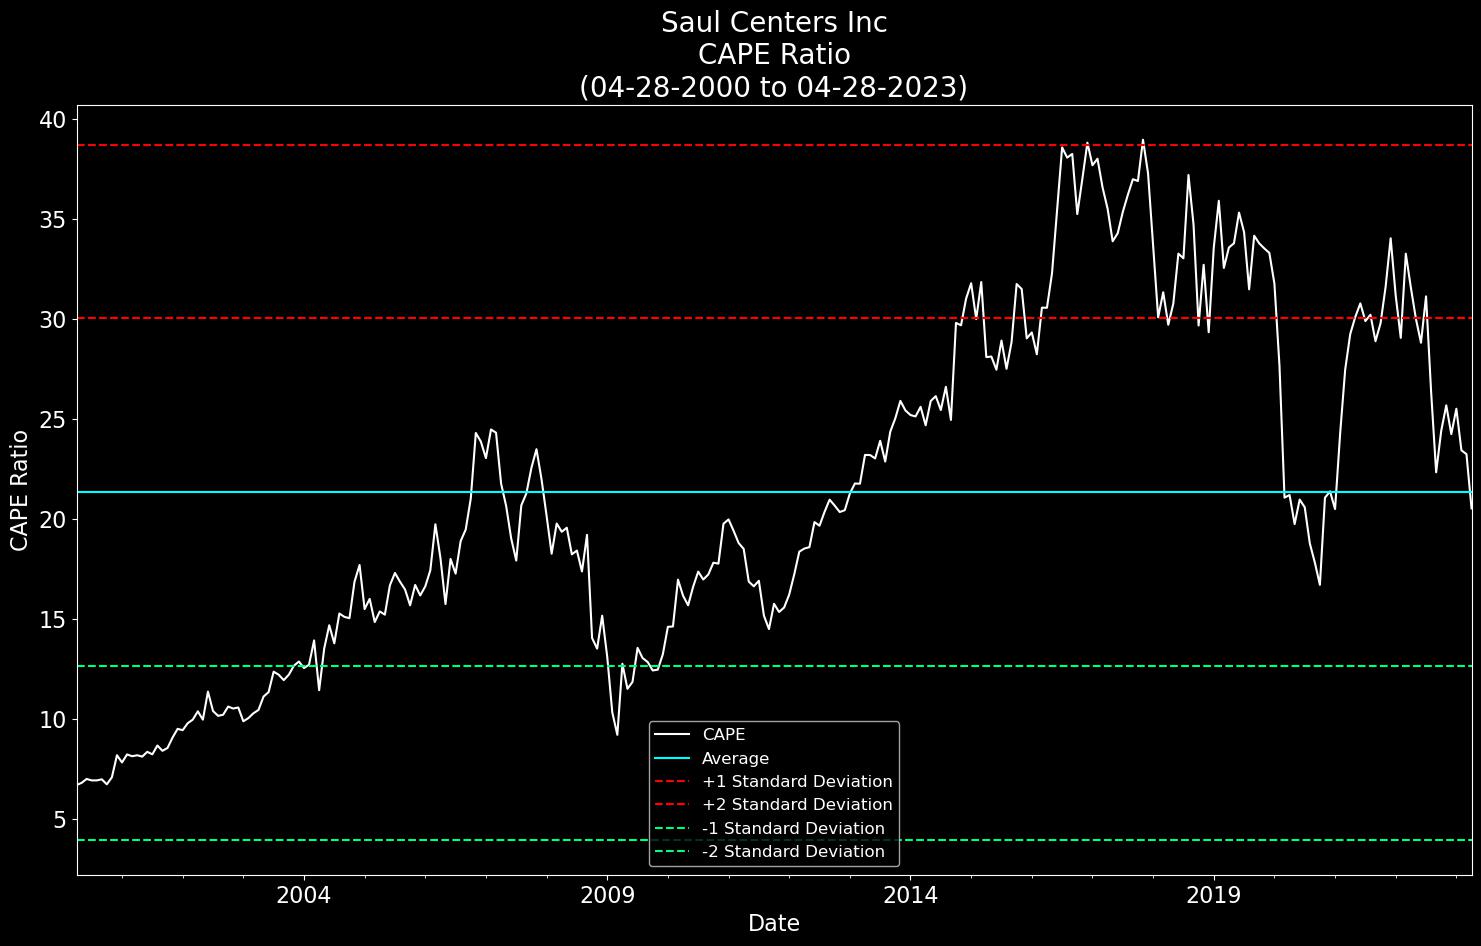 Saul Centers Inc
CAPE Ratio
(04-28-2000 to 04-28-2023)
CAPE Ratio
40
35
30
25
20
15
10
5
CAPE
Average
+1 Standard Deviation
+2 Standard Deviation
-1 Standard Deviation
-2 Standard Deviation
2004
2009
2014
2019
Date